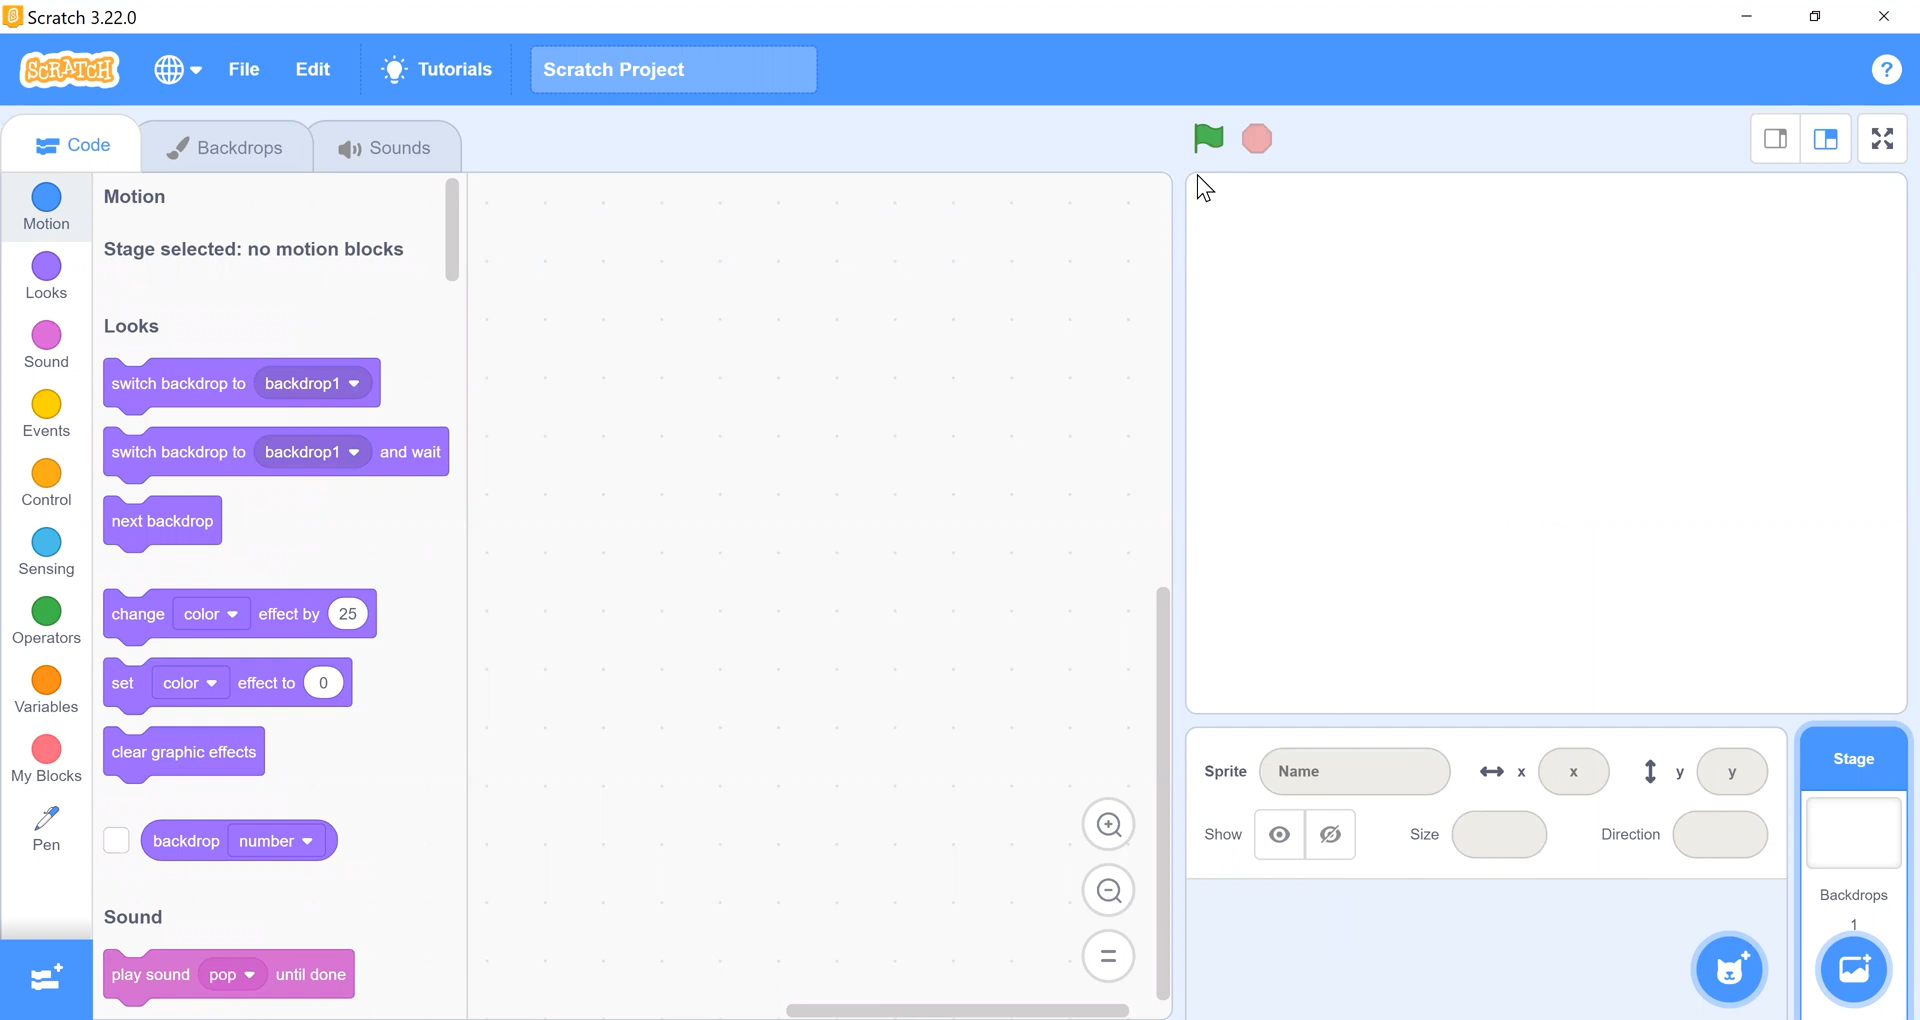 Scratch 3.22.0
SCRATCH
File
Edit
Tutorials
Scratch Project
?
Code
Backdrops
Sounds
Motion
Looks
Sound
Events
Control
Sensing
Operators
Variables
My Blocks
Pen
Motion
Stage selected: no motion blocks
Looks
switch backdrop to backdrop1
switch backdrop to backdrop1 and wait
next backdrop
change color effect by 25
set color effect to 0
clear graphic effects
backdrop number
Sound
play sound pop until done
Sprite Name x x y y
Show Size Direction
Stage
Backdrops
1